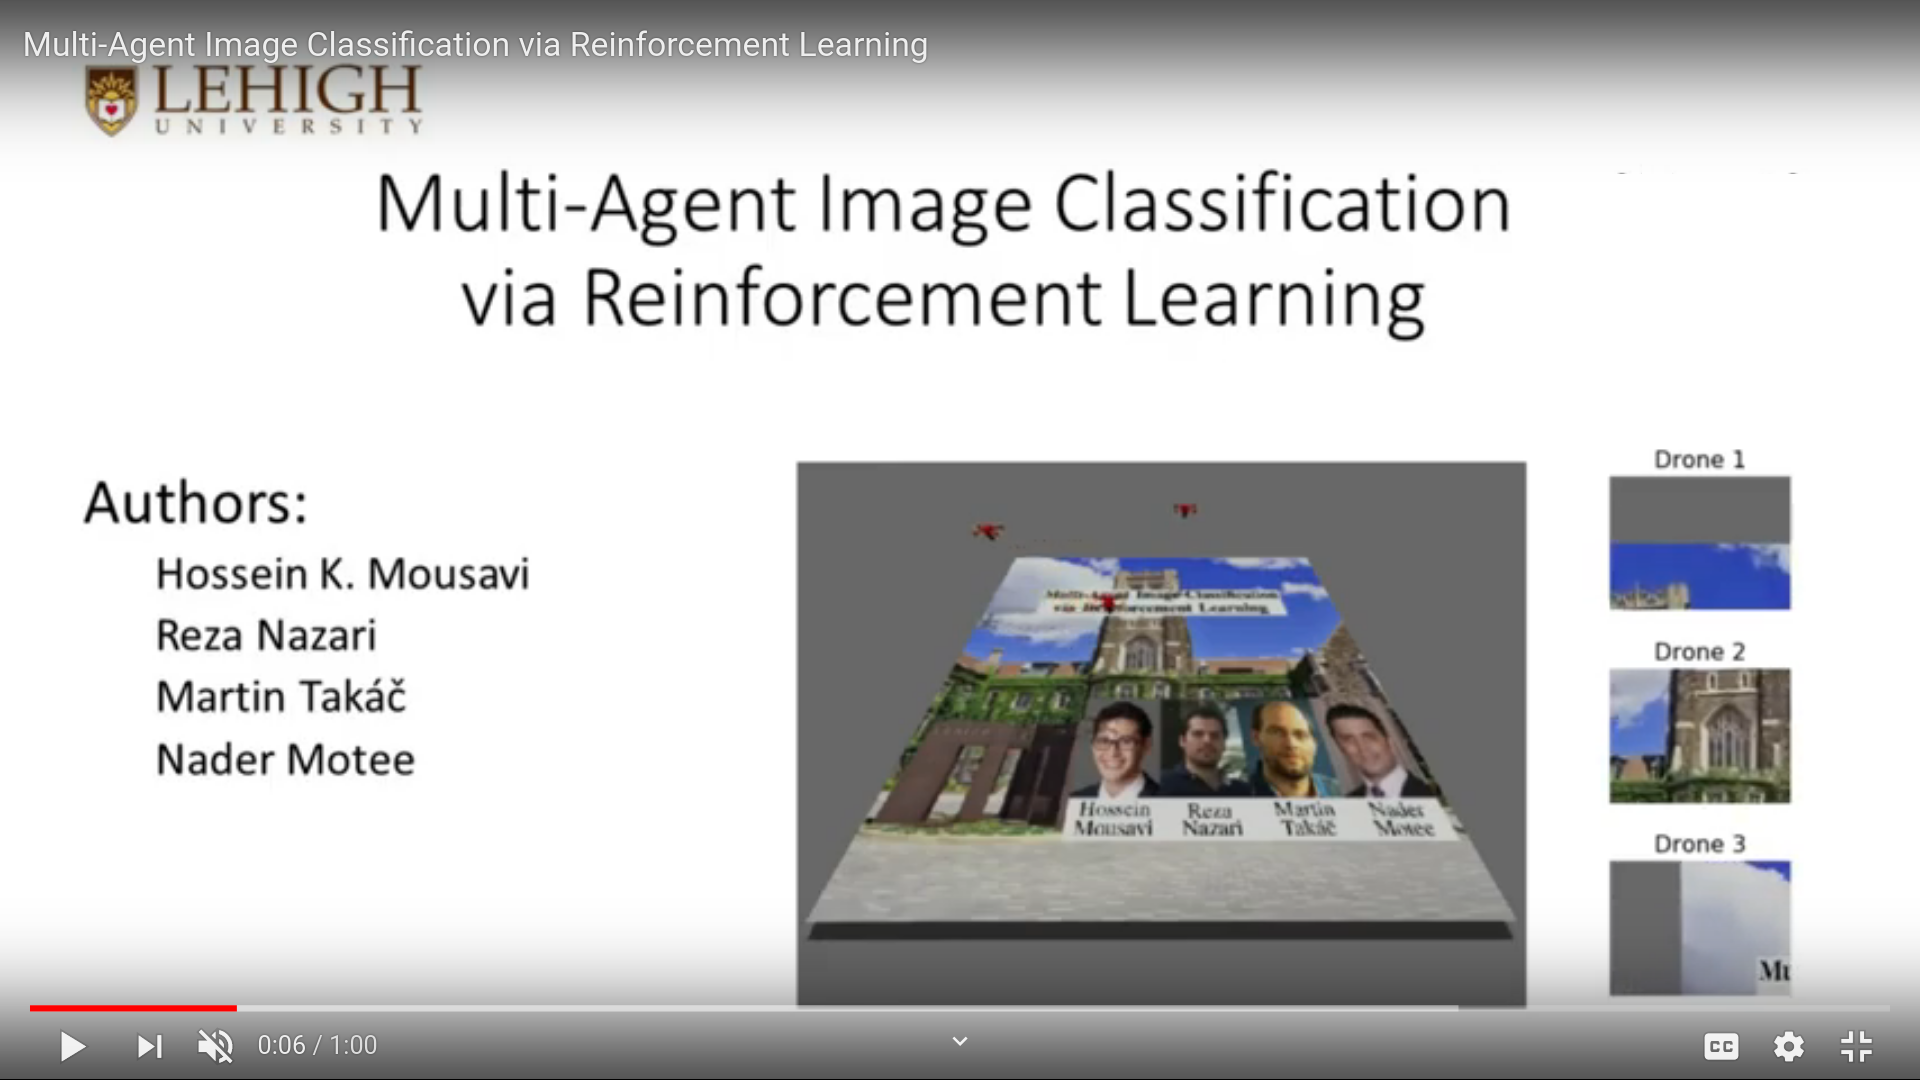 Multi-Agent Image Classification via Reinforcement Learning
LEHIGH
UNIVERSITY
Multi-Agent Image Classification
via Reinforcement Learning
Authors:
Hossein K. Mousavi
Reza Nazari
Martin Takáč
Nader Motee
Multi-Agent Image Classification
via Reinforcement Learning
Hossein Mousavi
Reza Nazari
Martin Takáč
Nader Motee
Drone 1
Drone 2
Drone 3
Mu
0:06 / 1:00
CC